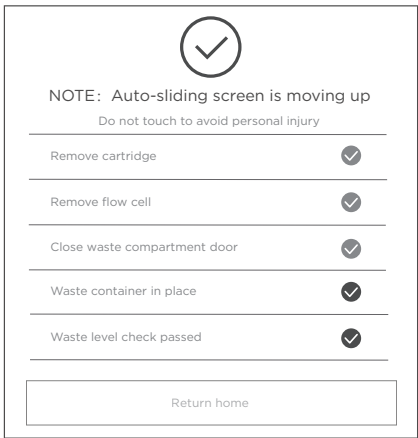 NOTE: Auto-sliding screen is moving up
Do not touch to avoid personal injury
Remove cartridge
Remove flow cell
Close waste compartment door
Waste container in place
Waste level check passed
Return home